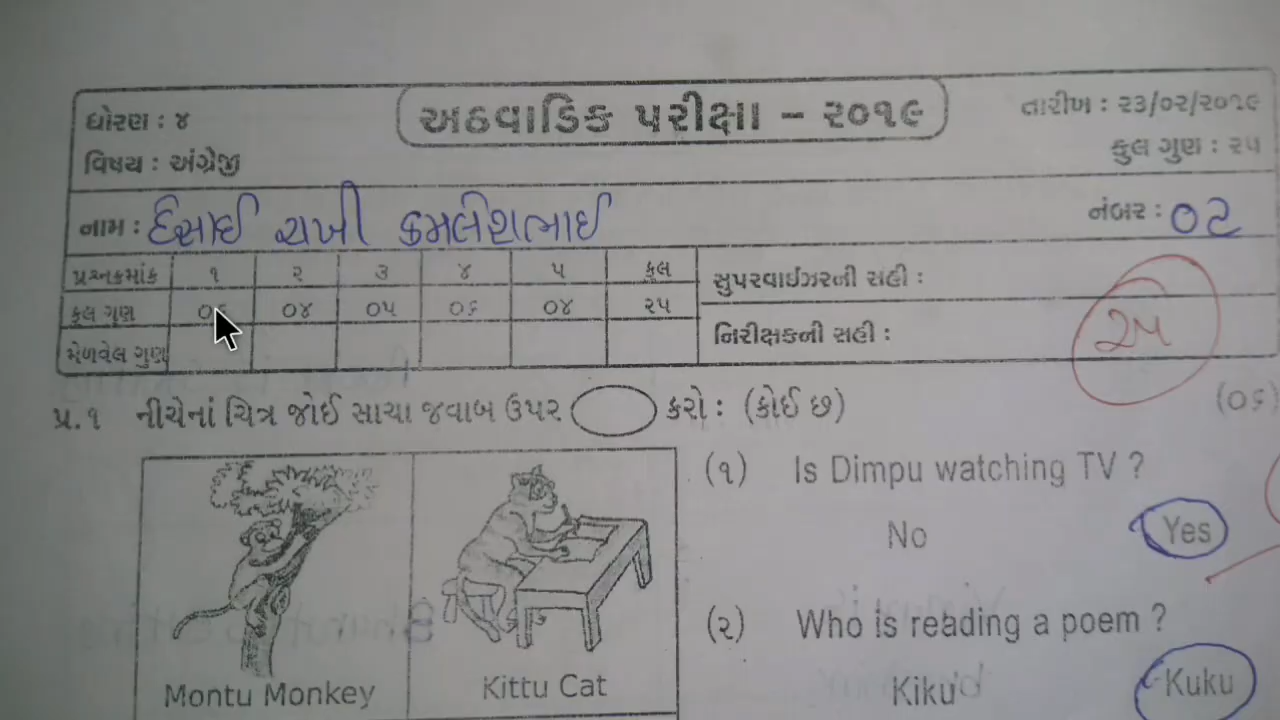 ધોરણ : ૪
અઠવાડિક પરીક્ષા – ૨૦૧૯
તારીખ : ૨૩/૦૨/૨૦૧૯
વિષય : અંગ્રેજી
કુલ ગુણ : ૨૫
નામ : દેસાઈ રાખી કમલેશભાઈ
નંબર : ૦૨
પ્રશ્નક્રમાંક ૧ ૨ ૩ ૪ ૫ કુલ
સુપરવાઈઝરની સહી :
કુલ ગુણ ૦૬ ૦૪ ૦૫ ૦૬ ૦૪ ૨૫
નિરીક્ષકની સહી :
૨૫
મેળવેલ ગુણ
પ્ર.૧ નીચેનાં ચિત્ર જોઈ સાચા જવાબ ઉપર કરો : (કોઈ છ) (૦૬)
(૧) Is Dimpu watching TV ?
No Yes
(૨) Who is reading a poem ?
Kiku Kuku
Montu Monkey
Kittu Cat